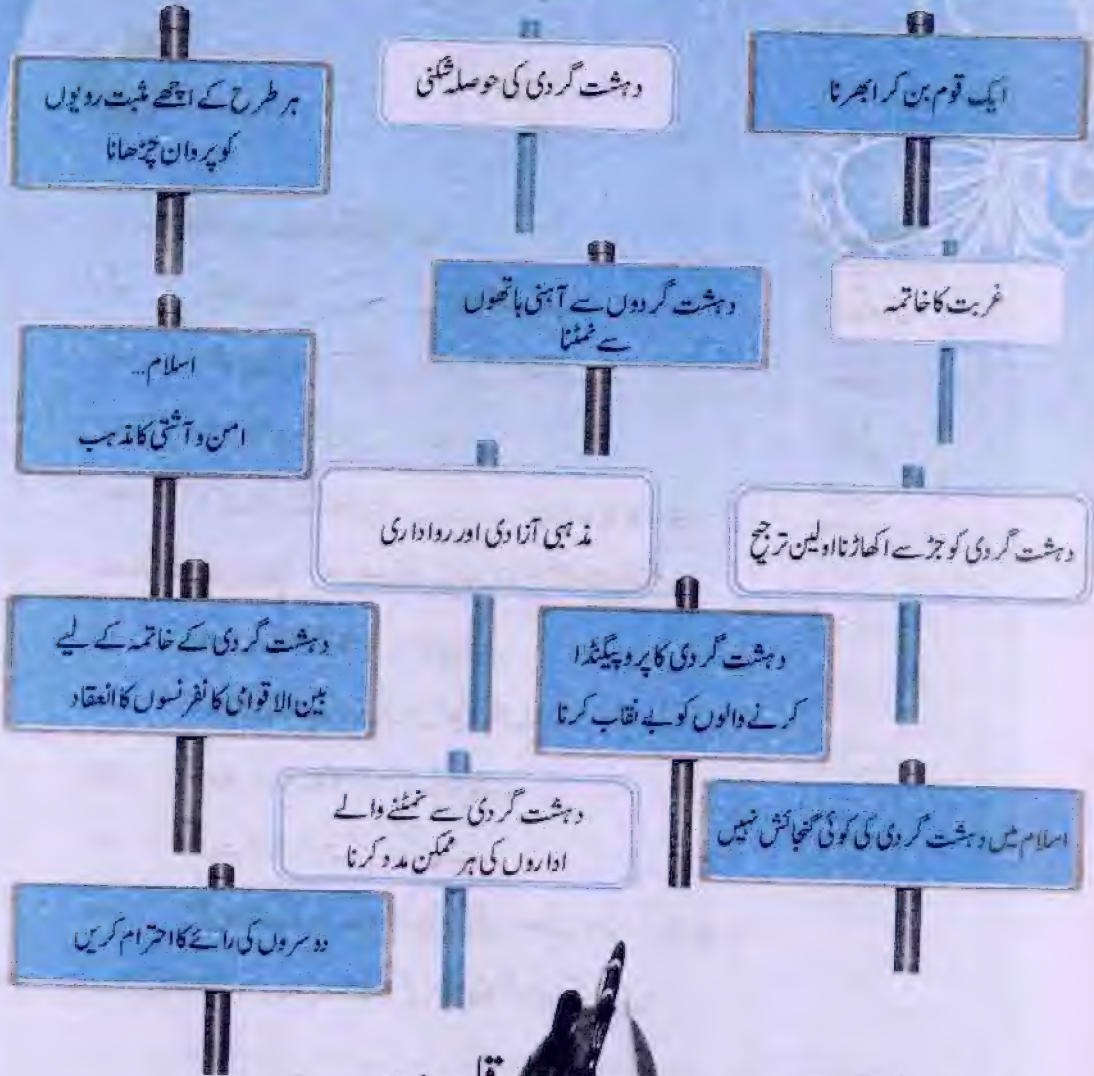 ایک قوم بن کر ابھرنا
دہشت گردی کی حوصلہ شکنی
ہر طرح کے اچھے مثبت رویوں
کو پروان چڑھانا
غربت کا خاتمہ
دہشت گردوں سے آہنی ہاتھوں
سے نمٹنا
اسلام...
امن و آشتی کا مذہب
دہشت گردی کو جڑ سے اکھاڑنا اولین ترجیح
مذہبی آزادی اور رواداری
دہشت گردی کا پروپیگنڈا
کرنے والوں کو بے نقاب کرنا
دہشت گردی کے خاتمہ کے لیے
بین الاقوامی کانفرنسوں کا انعقاد
اسلام میں دہشت گردی کی کوئی گنجائش نہیں
دہشت گردی سے نمٹنے والے
اداروں کی ہر ممکن مدد کرنا
دوسروں کی رائے کا احترام کریں